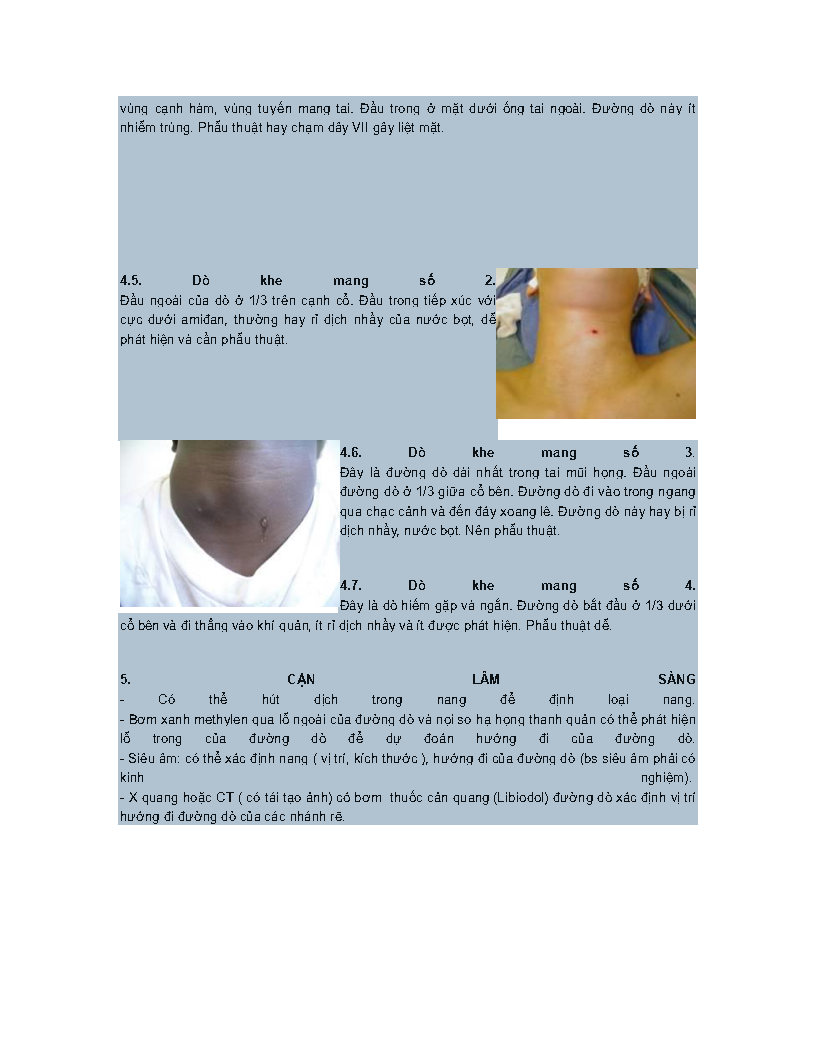 vùng cạnh hàm, vùng tuyến mang tai. Đầu trong ở mặt dưới ống tai ngoài. Đường dò này ít
nhiễm trùng. Phẫu thuật hay chạm dây VII gây liệt mặt.
4.5. Dò khe mang số 2.
Đầu ngoài của dò ở 1/3 trên cạnh cổ. Đầu trong tiếp xúc với
cực dưới amiđan, thường hay rỉ dịch nhầy của nước bọt, dễ
phát hiện và cần phẫu thuật.
4.6. Dò khe mang số 3.
Đây là đường dò dài nhất trong tai mũi họng. Đầu ngoài
đường dò ở 1/3 giữa cổ bên. Đường dò đi vào trong ngang
qua chạc cảnh và đến đáy xoang lê. Đường dò này hay bị rỉ
dịch nhầy, nước bọt. Nên phẫu thuật.
4.7. Dò khe mang số 4.
Đây là dò hiếm gặp và ngắn. Đường dò bắt đầu ở 1/3 dưới
cổ bên và đi thẳng vào khí quản, ít rỉ dịch nhầy và ít được phát hiện. Phẫu thuật dễ.
5. CẬN LÂM SÀNG
- Có thể hút dịch trong nang để định loại nang.
- Bơm xanh methylen qua lỗ ngoài của đường dò và nọi so hạ họng thanh quản có thể phát hiện
lỗ trong của đường dò để dự đoán hướng đi của đường dò.
- Siêu âm: có thể xác định nang ( vị trí, kích thước ), hướng đi của đường dò (bs siêu âm phải có
kinh nghiệm).
- X quang hoặc CT ( có tái tạo ảnh) có bơm thuốc cản quang (Libiodol) đường dò xác định vị trí
hướng đi đường dò của các nhánh rẽ.